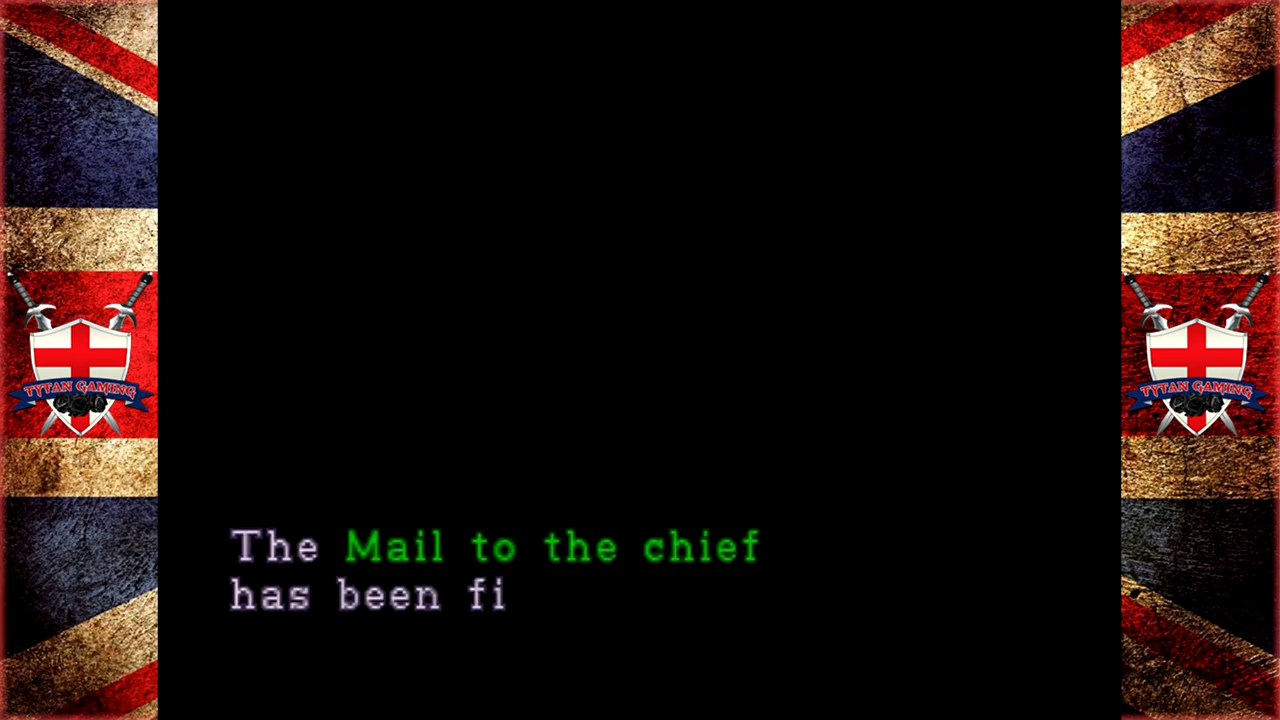 The Mail to the chief
has been fi
TYTAN GAMING
TYTAN GAMING